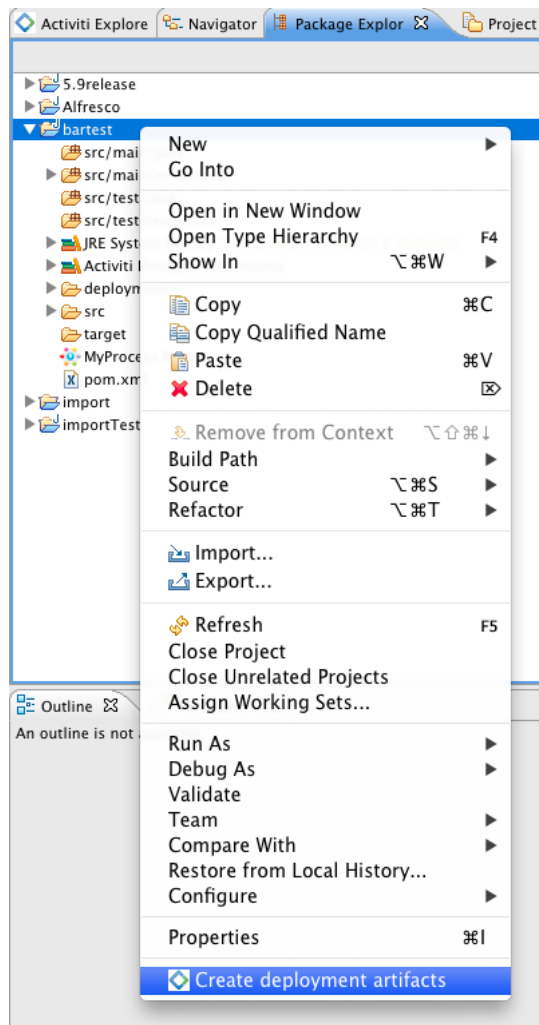 Activiti Explore
Navigator
Package Explor
Project
5.9release
Alfresco
bartest
src/mai
src/mai
src/test
src/test
JRE Syst
Activiti
deploym
src
target
MyProce
pom.xm
import
importTest
New
Go Into
Open in New Window
Open Type Hierarchy F4
Show In ⌥⌘W
Copy ⌘C
Copy Qualified Name
Paste ⌘V
Delete ⌦
Remove from Context ⌥⇧⌘↓
Build Path
Source ⌥⌘S
Refactor ⌥⌘T
Import...
Export...
Refresh F5
Close Project
Close Unrelated Projects
Assign Working Sets...
Run As
Debug As
Validate
Team
Compare With
Restore from Local History...
Configure
Properties ⌘I
Create deployment artifacts
Outline
An outline is not